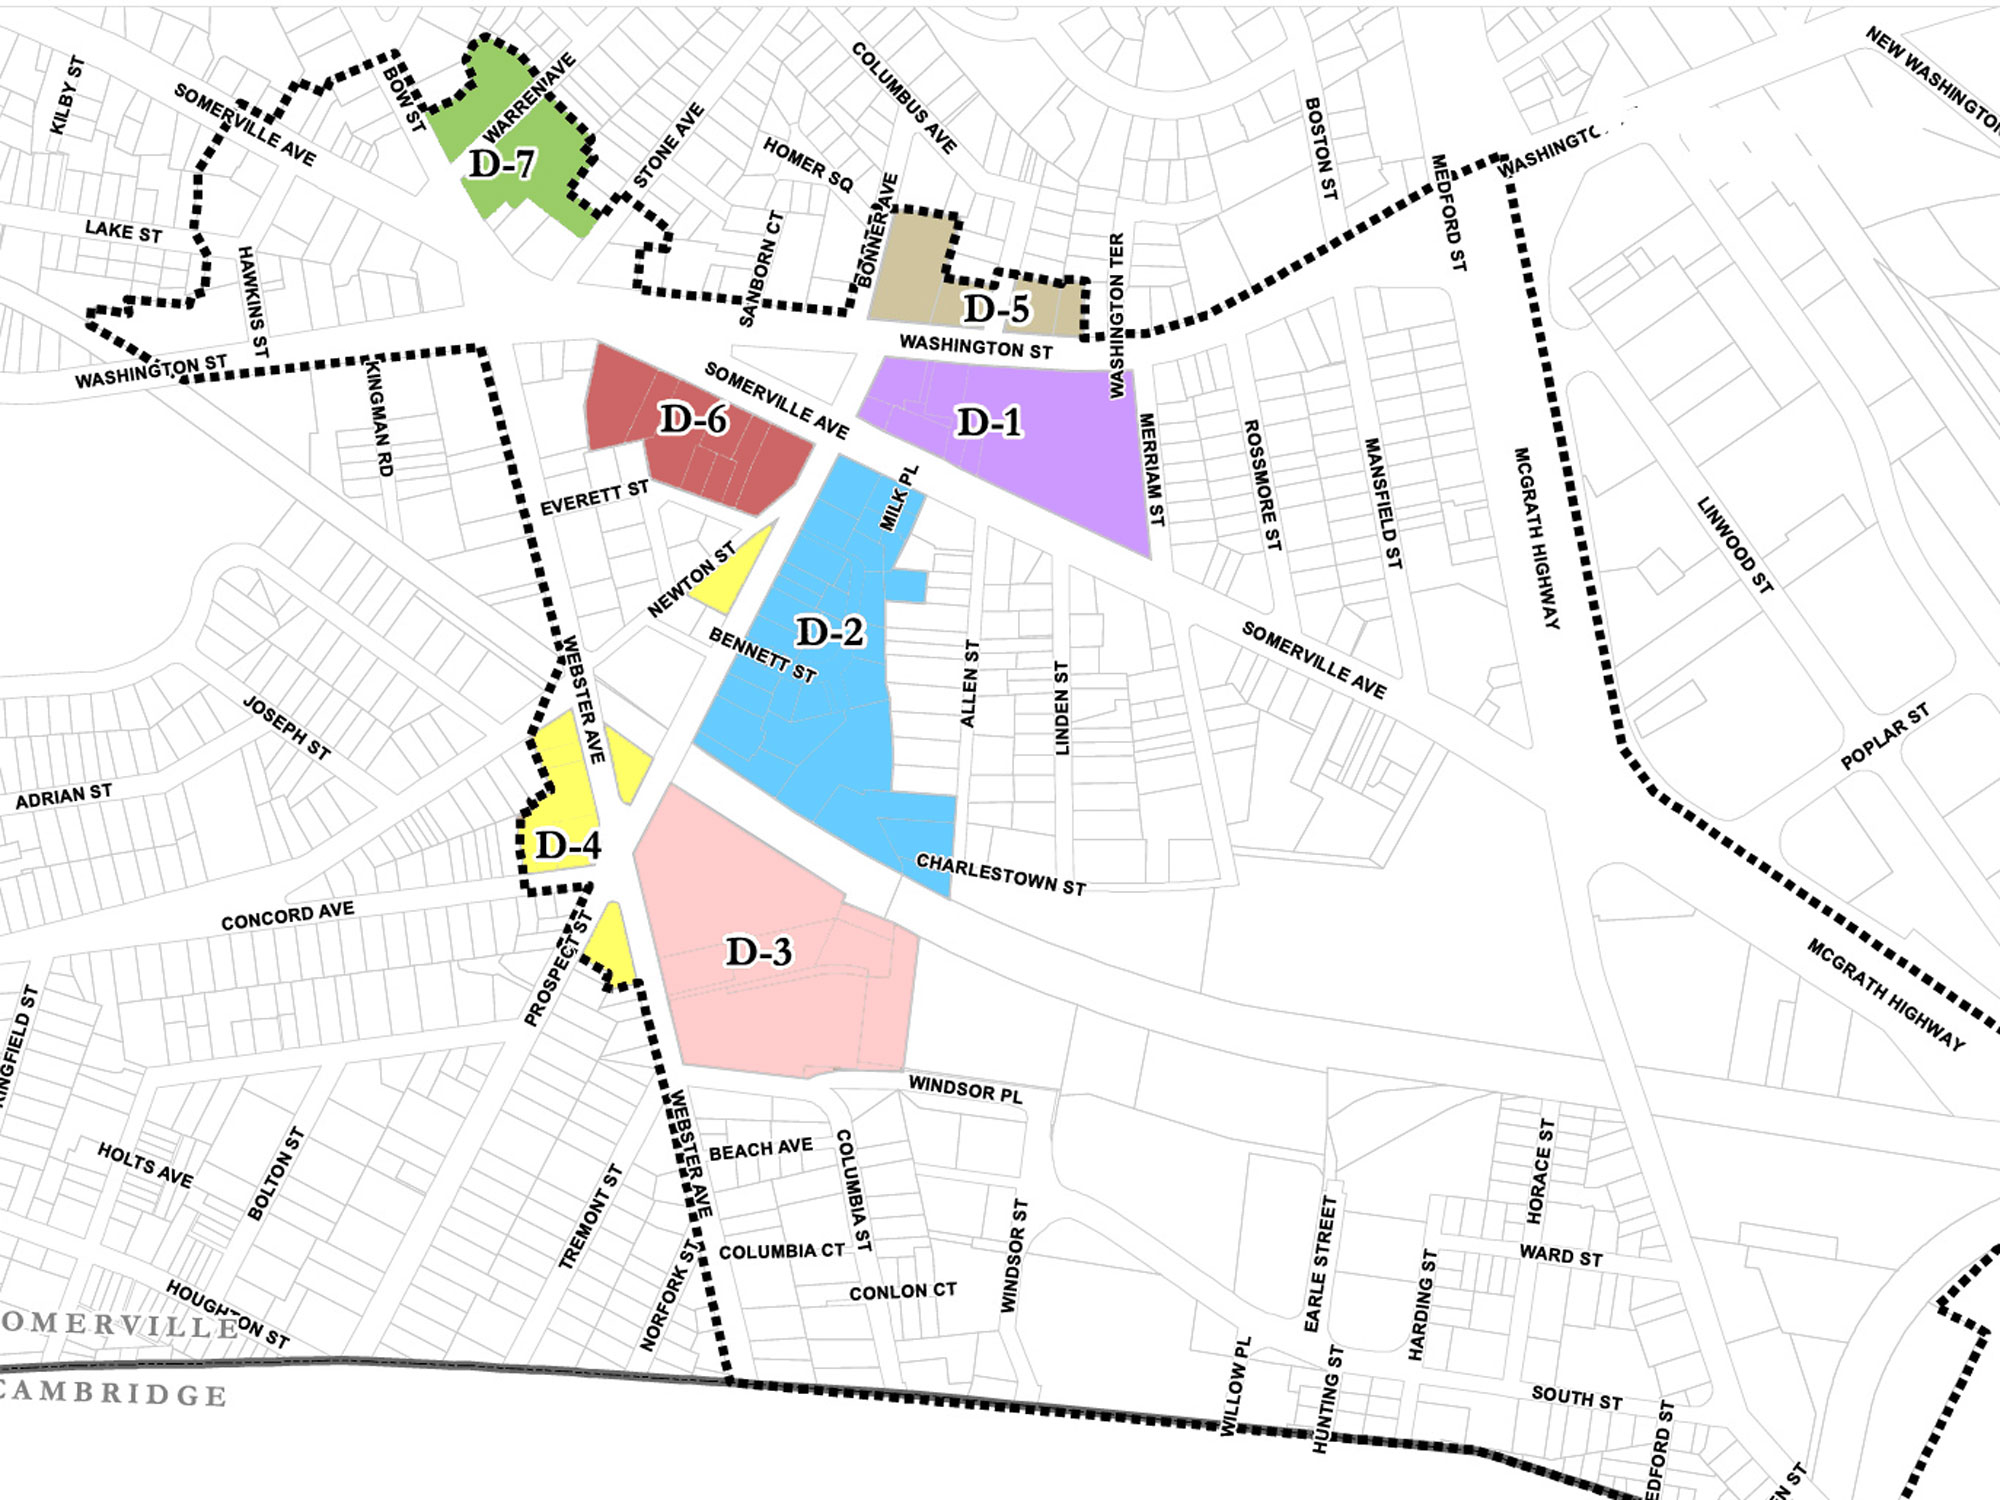 NEW WASHINGTON
KILBY ST
SOMERVILLE AVE
BOW ST
WARREN AVE
COLUMBUS AVE
BOSTON ST
WASHINGTO
D-7
STONE AVE
HOMER SQ
MEDFORD ST
LAKE ST
HAWKINS ST
SANBORN CT
BONNER AVE
D-5
WASHINGTON TER
WASHINGTON ST
WASHINGTON ST
KINGMAN RD
D-6
SOMERVILLE AVE
D-1
MERRIAM ST
ROSSMORE ST
MANSFIELD ST
MCGRATH HIGHWAY
LINWOOD ST
EVERETT ST
MILK PL
NEWTON ST
BENNETT ST
D-2
ALLEN ST
LINDEN ST
SOMERVILLE AVE
WEBSTER AVE
JOSEPH ST
POPLAR ST
ADRIAN ST
D-4
CHARLESTOWN ST
CONCORD AVE
PROSPECT ST
D-3
MCGRATH HIGHWAY
INGFIELD ST
WINDSOR PL
WEBSTER AVE
BEACH AVE
COLUMBIA ST
HOLTS AVE
BOLTON ST
TREMONT ST
NORFORK ST
COLUMBIA CT
CONLON CT
WINDSOR ST
EARLE STREET
HARDING ST
HORACE ST
WARD ST
HOUGHTON ST
OMERVILLE
CAMBRIDGE
WILLOW PL
HUNTING ST
SOUTH ST
EDFORD ST
EN ST